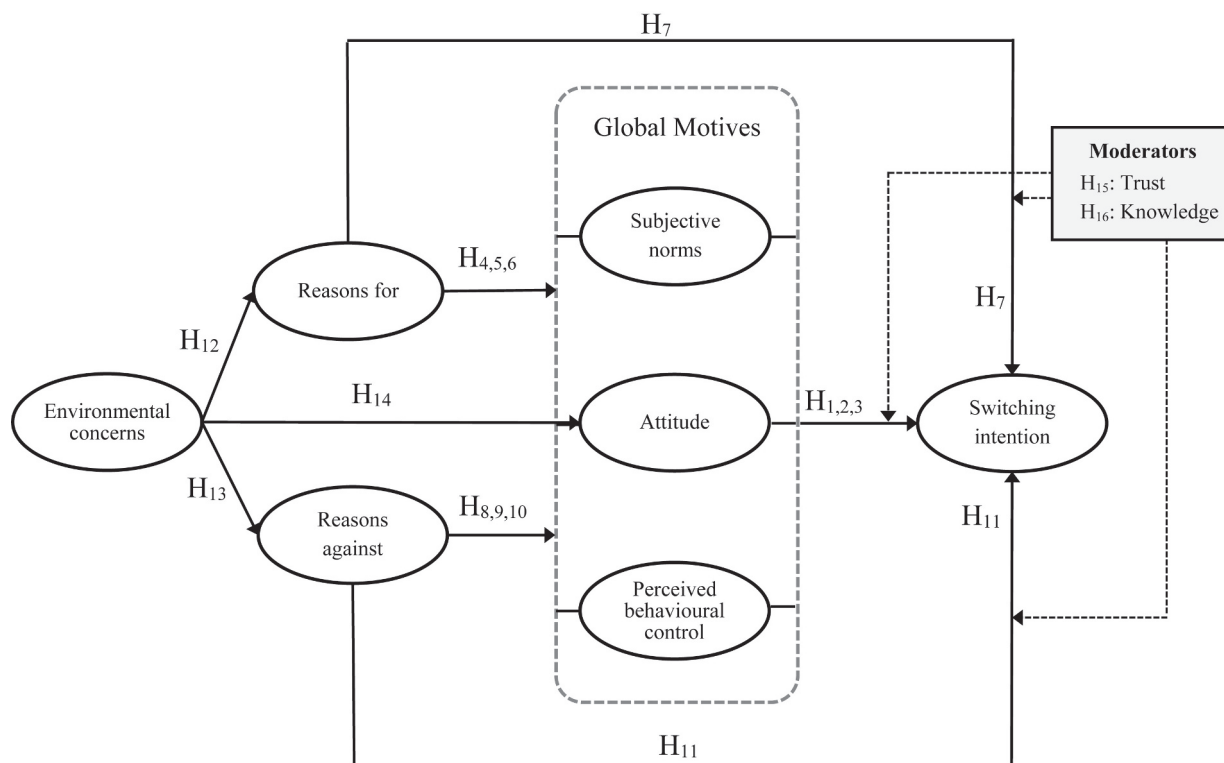 H7
Global Motives
Moderators
H15: Trust
H16: Knowledge
Subjective
norms
H4,5,6
Reasons for
H7
H12
H14
H1,2,3
Environmental
concerns
Attitude
Switching
intention
H13
H8,9,10
H11
Reasons
against
Perceived
behavioural
control
H11